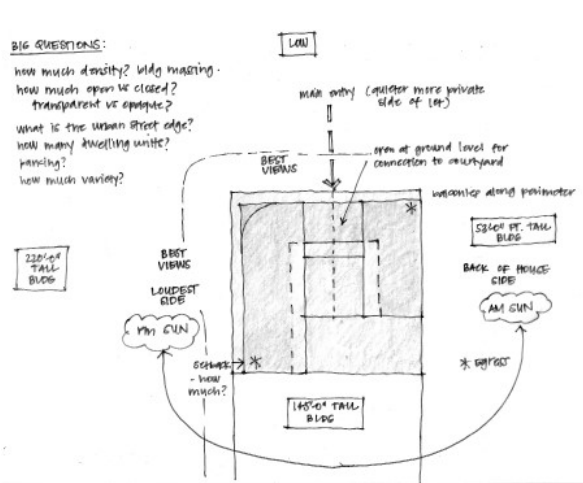 BIG QUESTIONS:
how much density? bldg massing.
how much open vs closed?
transparent vs opaque?
what is the urban street edge?
how many dwelling units?
parking?
how much variety?
LOW
main entry (quieter more private
side of lot)
open at ground level for
connection to courtyard
BEST
VIEWS
balconies along perimeter
*
53'-0" FT. TALL
BLDG
220'-0"
TALL
BLDG
BEST
VIEWS
LOUDEST
SIDE
PM SUN
BACK OF HOUSE
SIDE
AM SUN
setback
- how
much?
*
* egress
145'-0" TALL
BLDG